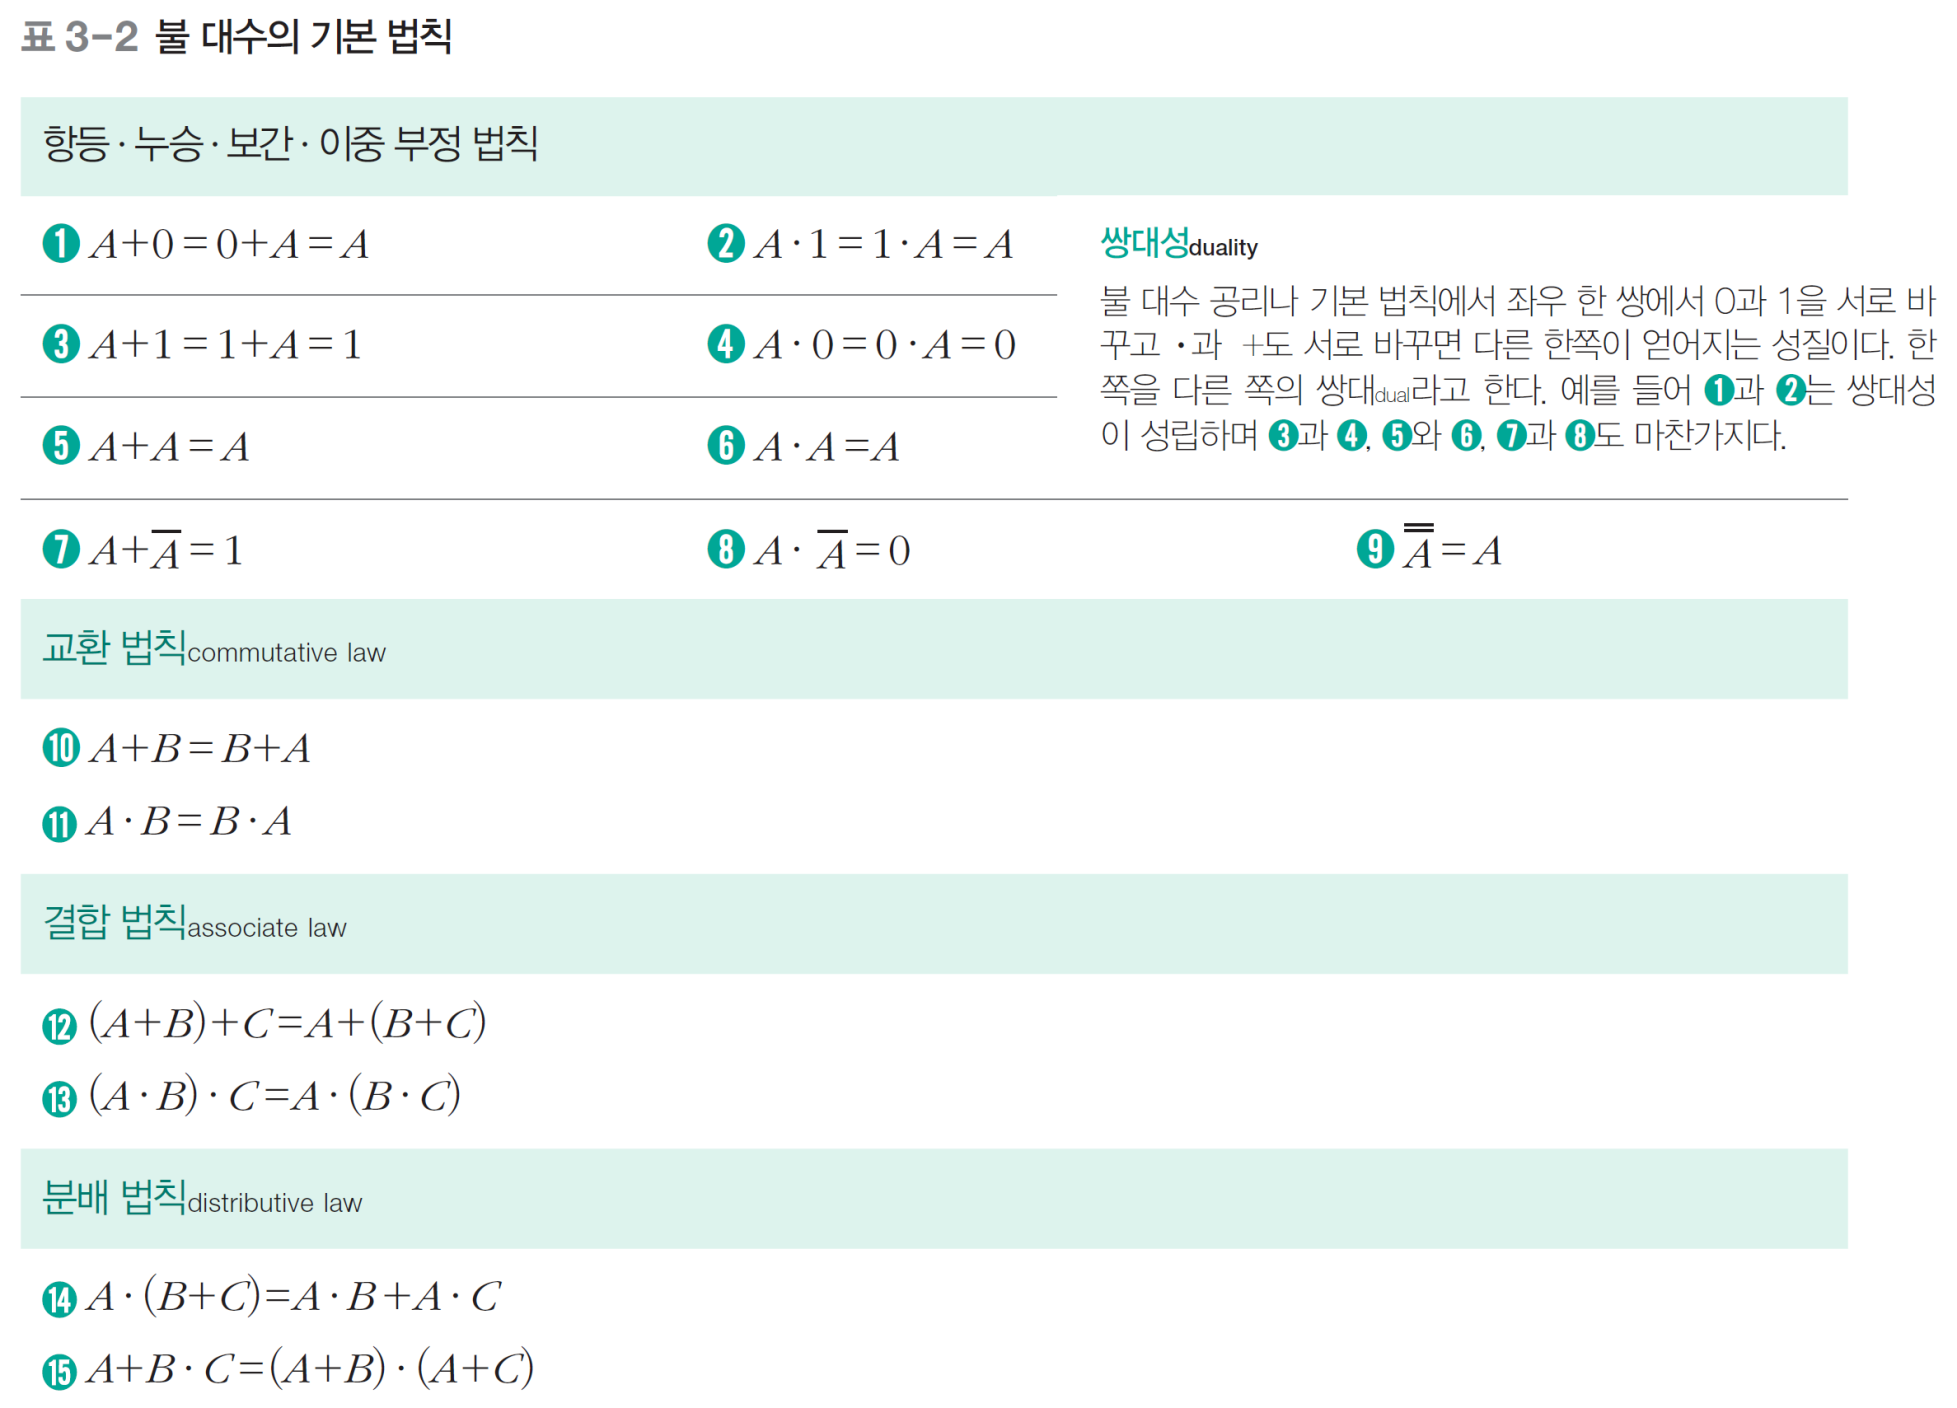 표 3-2 불 대수의 기본 법칙
항등·누승·보간·이중 부정 법칙
❶ A+0=0+A=A
❷ A·1=1·A=A
❸ A+1=1+A=1
❹ A·0=0·A=0
❺ A+A=A
❻ A·A=A
쌍대성duality
불 대수 공리나 기본 법칙에서 좌우 한 쌍에서 0과 1을 서로 바
꾸고 ·과 +도 서로 바꾸면 다른 한쪽이 얻어지는 성질이다. 한
쪽을 다른 쪽의 쌍대dual라고 한다. 예를 들어 ❶과 ❷는 쌍대성
이 성립하며 ❸과 ❹, ❺와 ❻, ❼과 ❽도 마찬가지다.
❼ A+A̅=1
❽ A·A̅=0
❾ A̿=A
교환 법칙commutative law
❿ A+B=B+A
⓫ A·B=B·A
결합 법칙associate law
⓬ (A+B)+C=A+(B+C)
⓭ (A·B)·C=A·(B·C)
분배 법칙distributive law
⓮ A·(B+C)=A·B+A·C
⓯ A+B·C=(A+B)·(A+C)